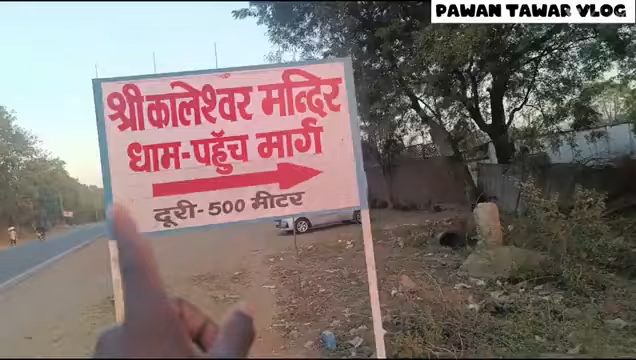 PAWAN TAWAR VLOG
श्री कालेश्वर मन्दिर
धाम-पहुँच मार्ग
दूरी-500 मीटर